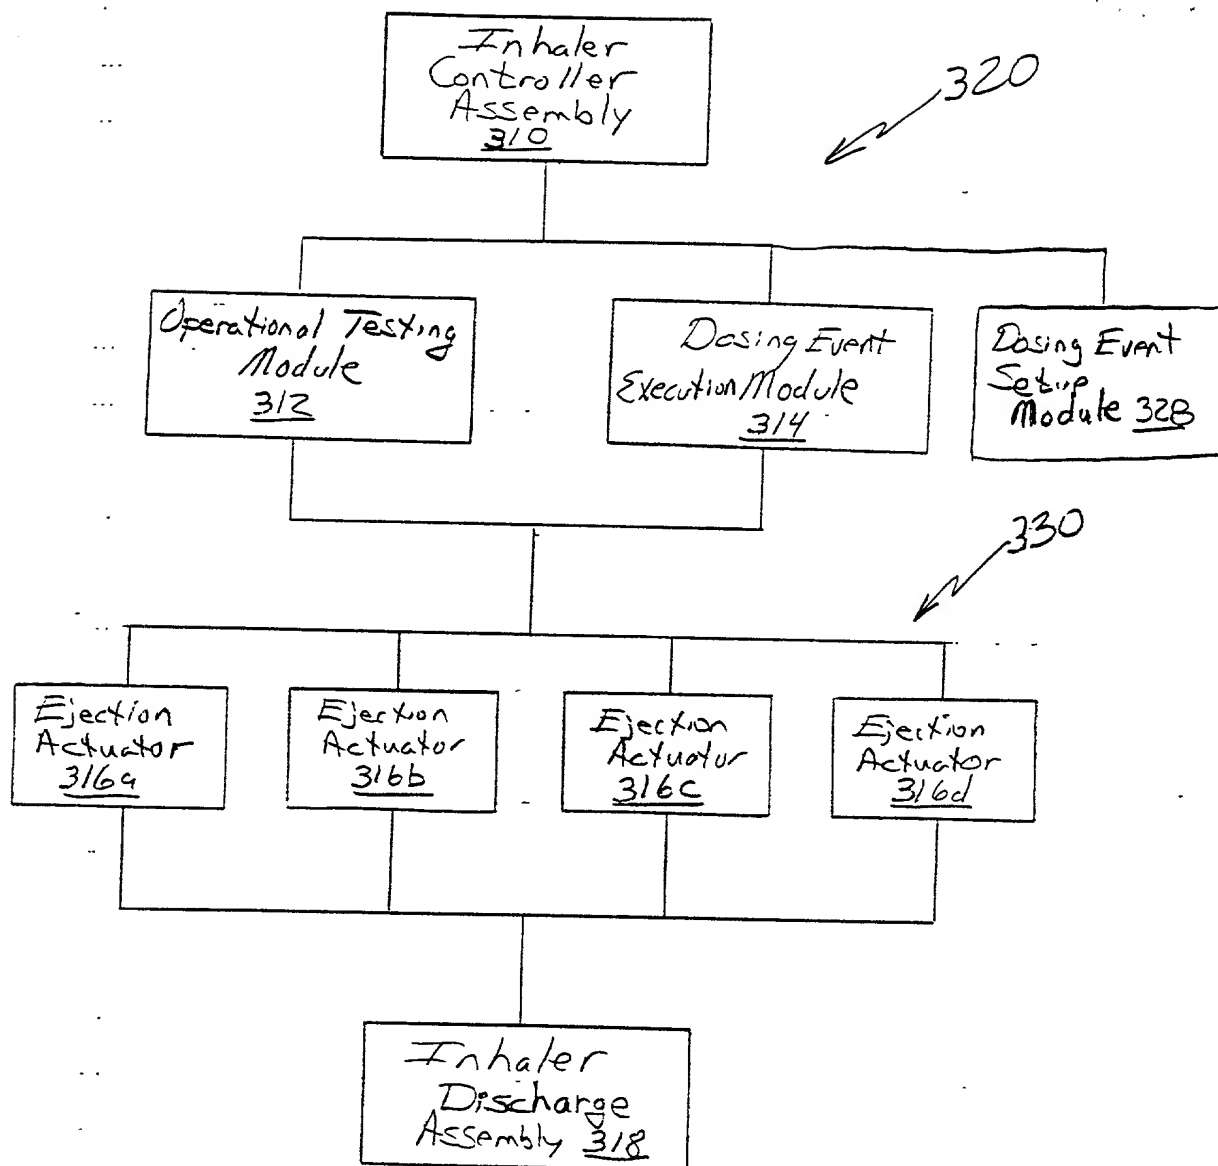 Inhaler
Controller
Assembly
310
320
Operational Testing
Module
312
Dosing Event
Execution Module
314
Dosing Event
Setup
Module 328
330
Ejection
Actuator
316a
Ejection
Actuator
316b
Ejection
Actuator
316c
Ejection
Actuator
316d
Inhaler
Discharge
Assembly 318